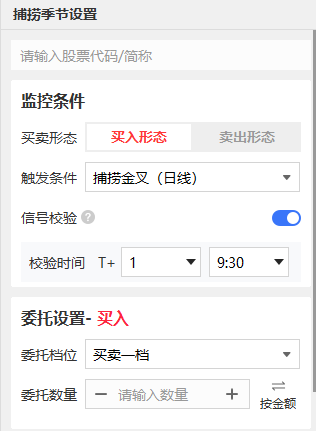 捕捞季节设置
请输入股票代码/简称
监控条件
买卖形态 买入形态 卖出形态
触发条件 捕捞金叉（日线）
信号校验 ?
校验时间 T+ 1 9:30
委托设置- 买入
委托档位 买卖一档
委托数量 − 请输入数量 + 按金额